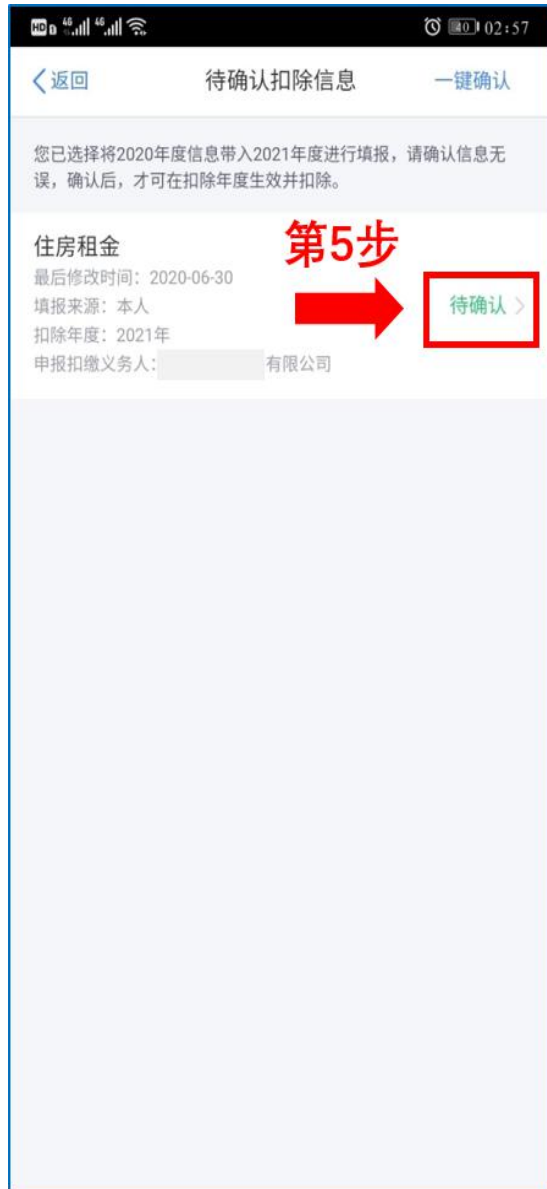 HD 4G 4G 40 02:57
返回 待确认扣除信息 一键确认
您已选择将2020年度信息带入2021年度进行填报，请确认信息无
误，确认后，才可在扣除年度生效并扣除。
住房租金
第5步
最后修改时间：2020-06-30
填报来源：本人
待确认
扣除年度：2021年
申报扣缴义务人： 有限公司